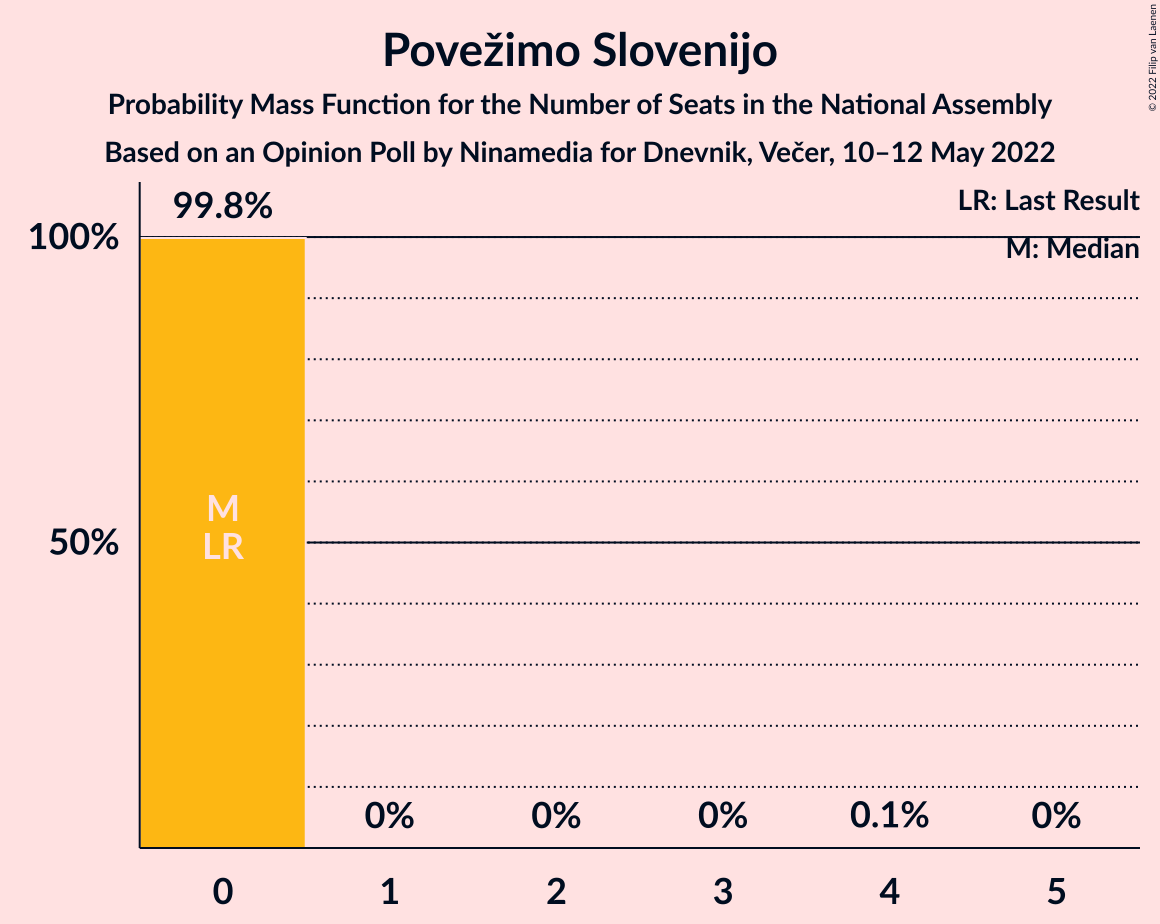 Povežimo Slovenijo
Probability Mass Function for the Number of Seats in the National Assembly
Based on an Opinion Poll by Ninamedia for Dnevnik, Večer, 10–12 May 2022
© 2022 Filip van Laenen
LR: Last Result
M: Median
99.8%
100%
50%
M
LR
0% 0% 0% 0.1% 0%
0 1 2 3 4 5